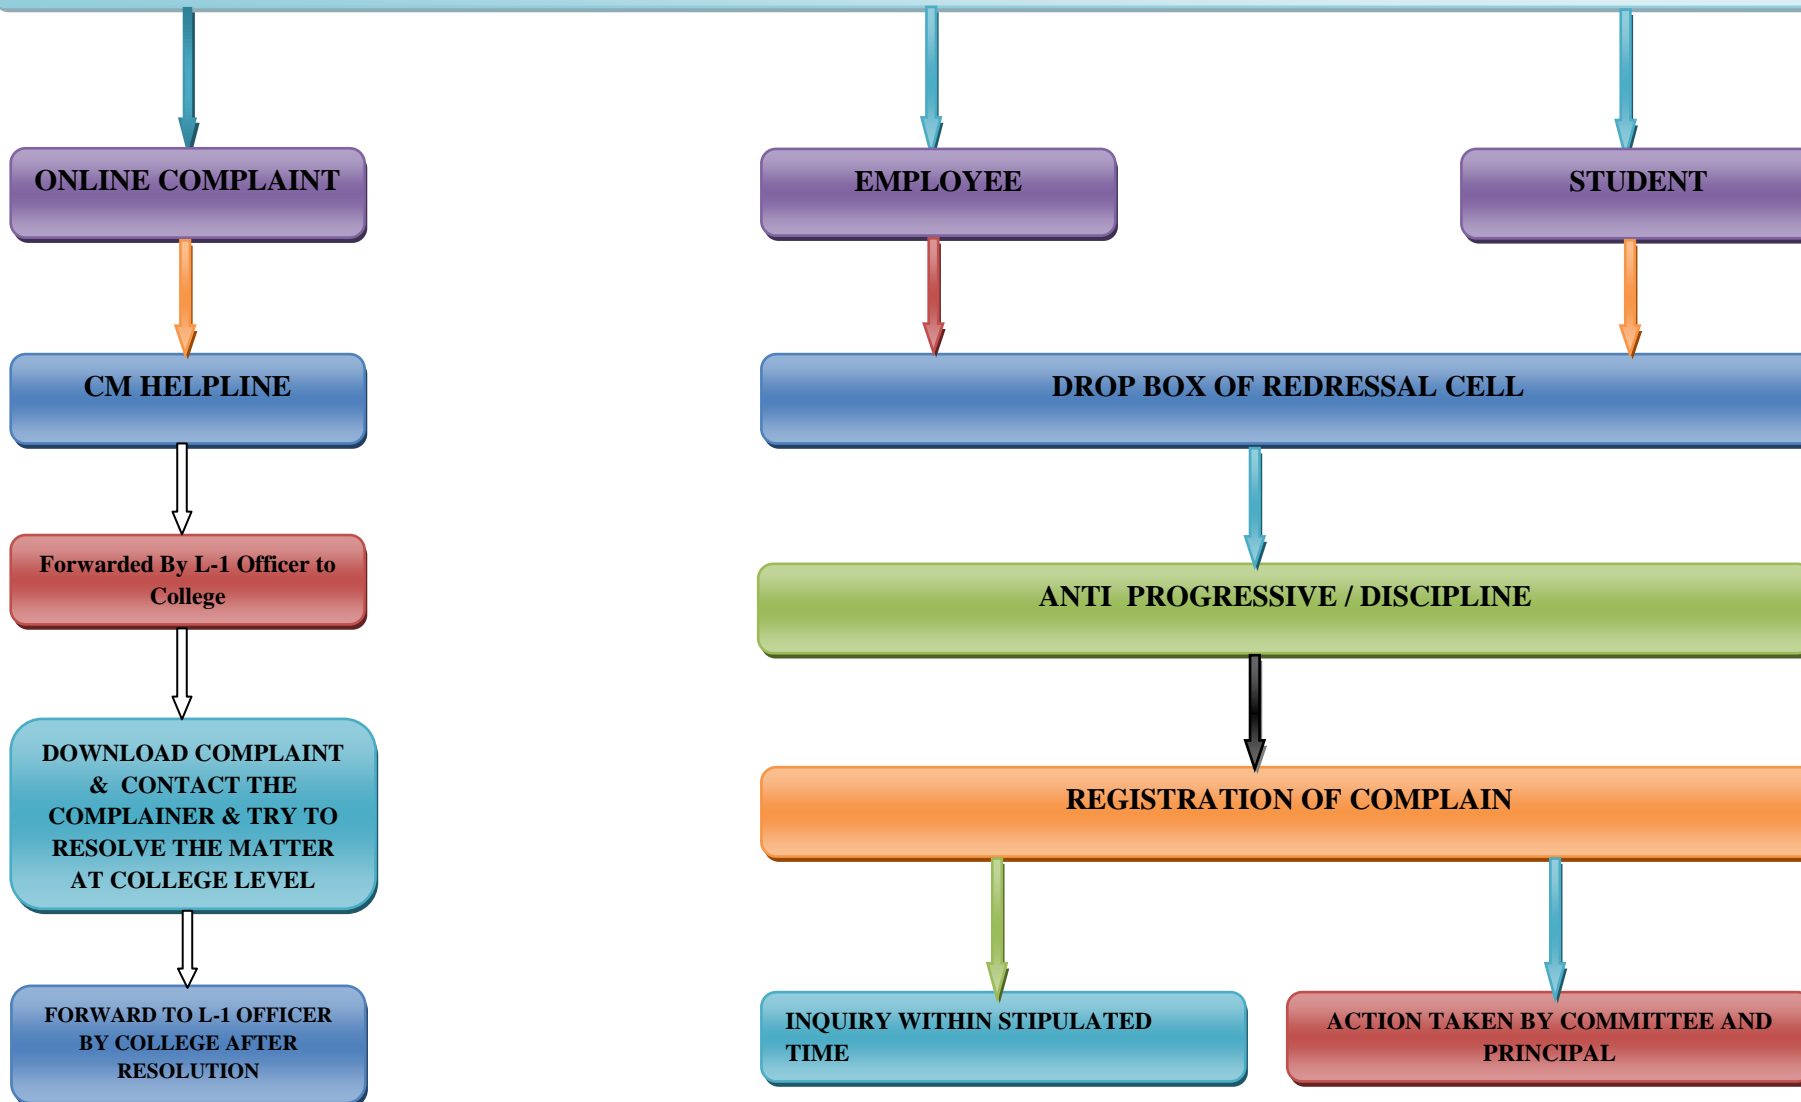 ONLINE COMPLAINT
EMPLOYEE
STUDENT
CM HELPLINE
DROP BOX OF REDRESSAL CELL
Forwarded By L-1 Officer to
College
ANTI  PROGRESSIVE / DISCIPLINE
DOWNLOAD COMPLAINT
&  CONTACT THE
COMPLAINER & TRY TO
RESOLVE THE MATTER
AT COLLEGE LEVEL
REGISTRATION OF COMPLAIN
FORWARD TO L-1 OFFICER
BY COLLEGE AFTER
RESOLUTION
INQUIRY WITHIN STIPULATED
TIME
ACTION TAKEN BY COMMITTEE AND
PRINCIPAL